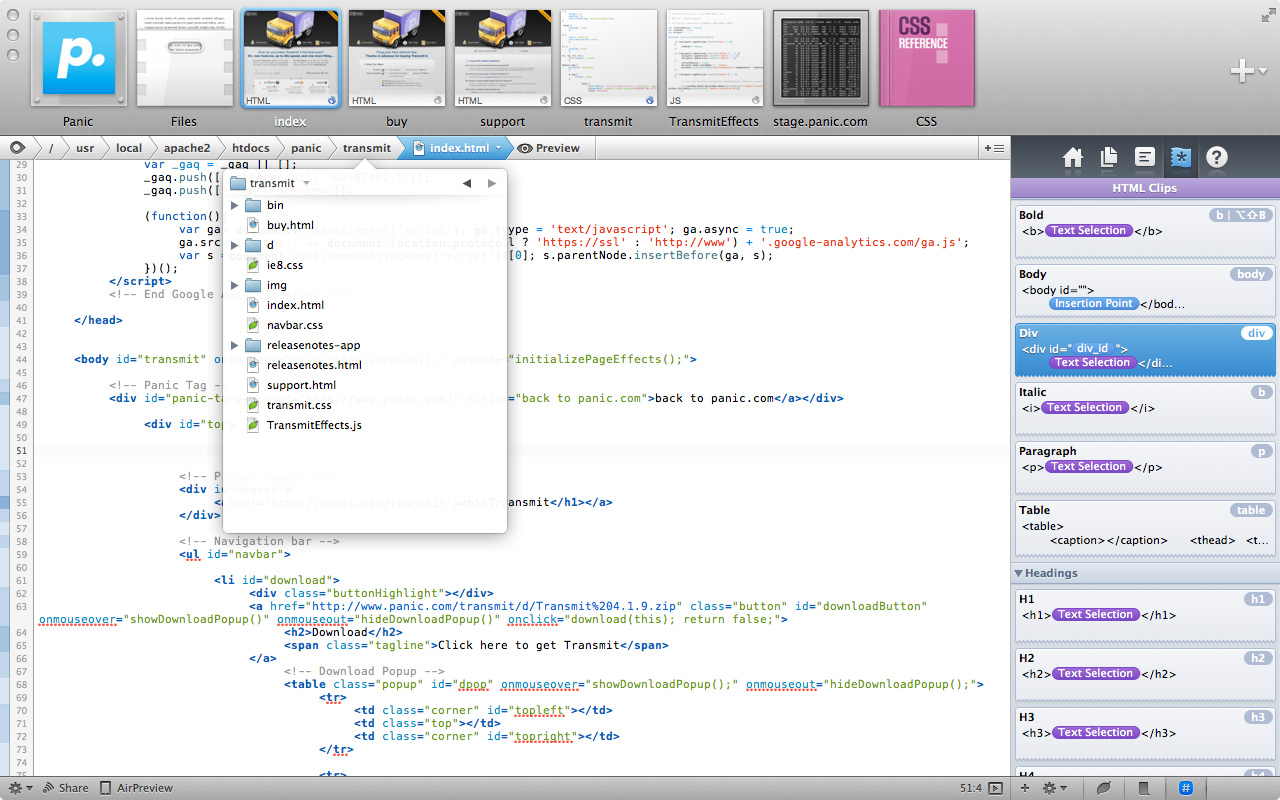 p.
HTML
HTML
HTML
CSS
JS
CSS
REFERENCE
Panic
Files
index
buy
support
transmit
TransmitEffects
stage.panic.com
CSS
/
usr
local
apache2
htdocs
panic
transmit
index.html
Preview
29 var _gaq = _gaq || [];
30 _gaq.push([
31 _gaq.push([
32
33 (function()
34 var ga type = 'text/javascript'; ga.async = true;
35 ga.src document.location.protocol ? 'https://ssl' : 'http://www') + '.google-analytics.com/ga.js';
36 var s = [0]; s.parentNode.insertBefore(ga, s);
37 })();
38 </script>
39 <!-- End Google
40
41 </head>
42
43
44 <body id="transmit" "initializePageEffects();">
45
46 <!-- Panic Tag
47 <div id="panic-tag title="back to panic.com">back to panic.com</a></div>
48
49 <div id="top
50
51
52
53 <!-- Header -->
54 <div id="header">
55 <a href="http://panic.com/transmit"><h1>Transmit</h1></a>
56 </div>
57
58 <!-- Navigation bar -->
59 <ul id="navbar">
60
61 <li id="download">
62 <div class="buttonHighlight"></div>
63 <a href="http://www.panic.com/transmit/d/Transmit%204.1.9.zip" class="button" id="downloadButton"
onmouseover="showDownloadPopup()" onmouseout="hideDownloadPopup()" onclick="download(this); return false;">
64 <h2>Download</h2>
65 <span class="tagline">Click here to get Transmit</span>
66 </a>
67 <!-- Download Popup -->
68 <table class="popup" id="dpop" onmouseover="showDownloadPopup();" onmouseout="hideDownloadPopup();">
69 <tr>
70 <td class="corner" id="topleft"></td>
71 <td class="top"></td>
72 <td class="corner" id="topright"></td>
73 </tr>
74
<tr>
transmit
bin
buy.html
d
ie8.css
img
index.html
navbar.css
releasenotes-app
releasenotes.html
support.html
transmit.css
TransmitEffects.js
HTML Clips
Bold b | ⌥⇧B
<b>Text Selection</b>
Body body
<body id="">
Insertion Point</bod…
Div div
<div id="div_id">
Text Selection</di…
Italic b
<i>Text Selection</i>
Paragraph p
<p>Text Selection</p>
Table table
<table>
<caption></caption> <thead> <t…
Headings
H1 h1
<h1>Text Selection</h1>
H2 h2
<h2>Text Selection</h2>
H3 h3
<h3>Text Selection</h3>
H4 h4
Share
AirPreview
51:4
#